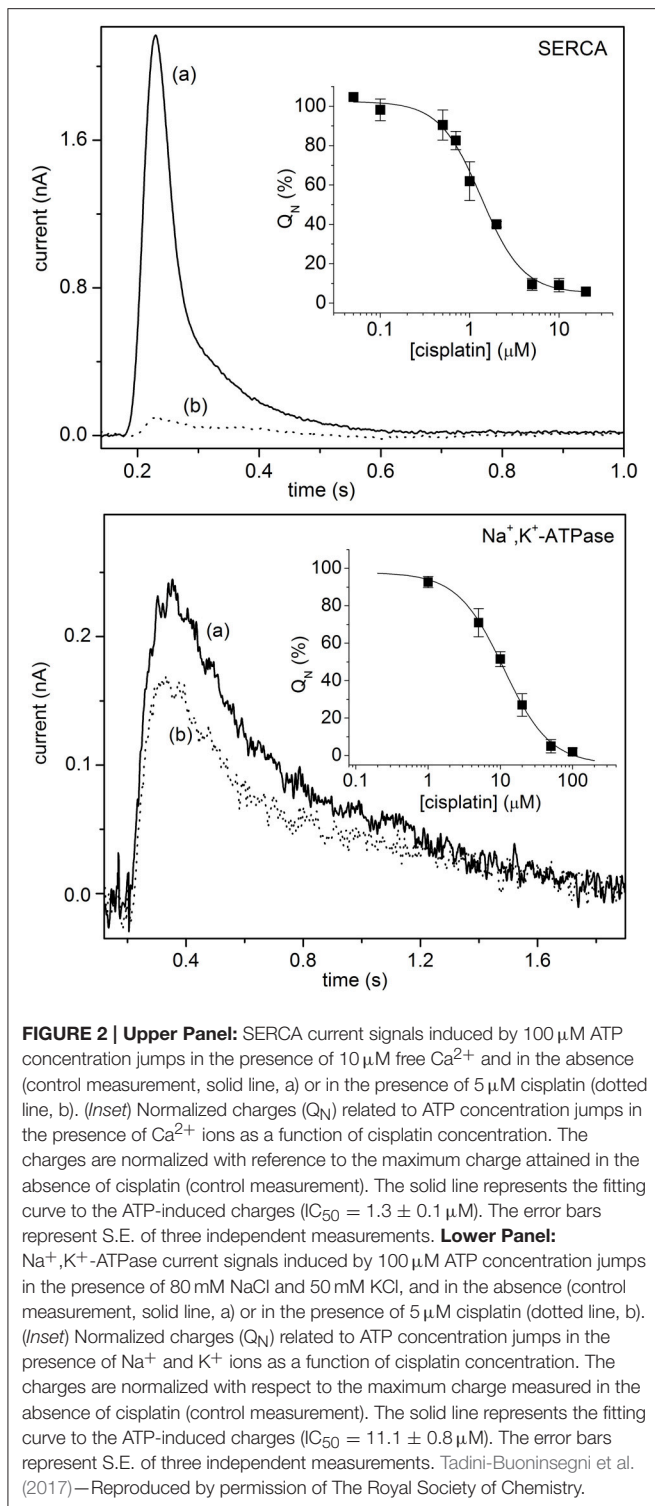 SERCA
(a)
(b)
current (nA)
1.6
0.8
0.0
0.2 0.4 0.6 0.8 1.0
time (s)
Q_N (%)
100
80
60
40
20
0
0.1 1 10
[cisplatin] (µM)
Na⁺,K⁺-ATPase
(a)
(b)
current (nA)
0.2
0.1
0.0
0.4 0.8 1.2 1.6
time (s)
Q_N (%)
100
80
60
40
20
0
0.1 1 10 100
[cisplatin] (µM)
FIGURE 2 | Upper Panel: SERCA current signals induced by 100 µM ATP
concentration jumps in the presence of 10 µM free Ca²⁺ and in the absence
(control measurement, solid line, a) or in the presence of 5 µM cisplatin (dotted
line, b). (Inset) Normalized charges (Q_N) related to ATP concentration jumps in
the presence of Ca²⁺ ions as a function of cisplatin concentration. The
charges are normalized with reference to the maximum charge attained in the
absence of cisplatin (control measurement). The solid line represents the fitting
curve to the ATP-induced charges (IC₅₀ = 1.3 ± 0.1 µM). The error bars
represent S.E. of three independent measurements. Lower Panel:
Na⁺,K⁺-ATPase current signals induced by 100 µM ATP concentration jumps
in the presence of 80 mM NaCl and 50 mM KCl, and in the absence (control
measurement, solid line, a) or in the presence of 5 µM cisplatin (dotted line, b).
(Inset) Normalized charges (Q_N) related to ATP concentration jumps in the
presence of Na⁺ and K⁺ ions as a function of cisplatin concentration. The
charges are normalized with respect to the maximum charge measured in the
absence of cisplatin (control measurement). The solid line represents the fitting
curve to the ATP-induced charges (IC₅₀ = 11.1 ± 0.8 µM). The error bars
represent S.E. of three independent measurements. Tadini-Buoninsegni et al.
(2017)—Reproduced by permission of The Royal Society of Chemistry.